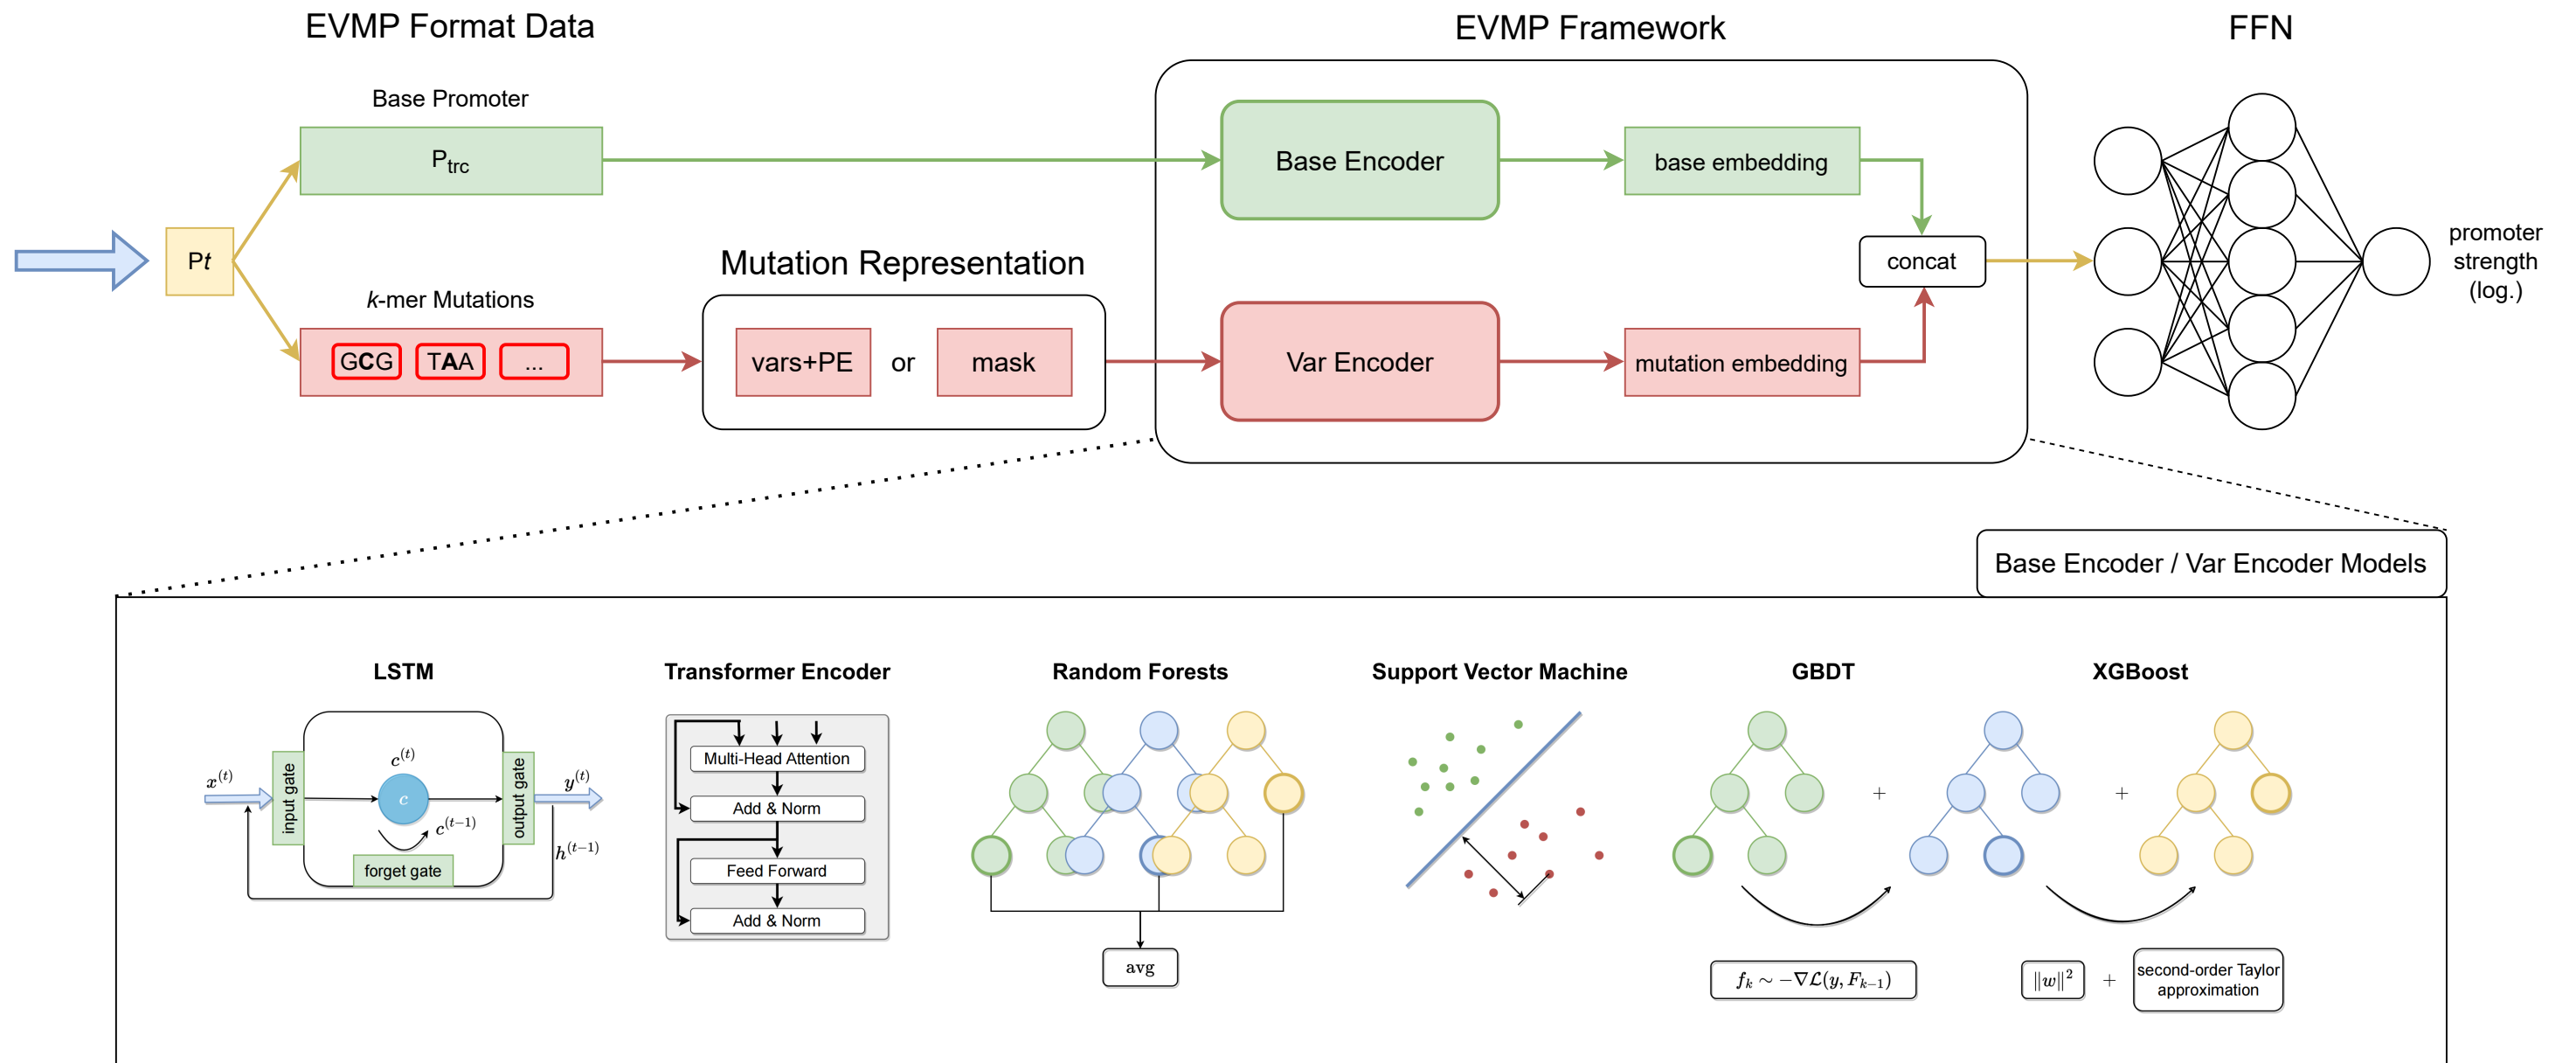 EVMP Format Data
EVMP Framework
FFN
Base Promoter
P_trc
Base Encoder
base embedding
Pt
concat
promoter
strength
(log.)
Mutation Representation
k-mer Mutations
GCG TAA ...
vars+PE or mask
Var Encoder
mutation embedding
Base Encoder / Var Encoder Models
LSTM
Transformer Encoder
Random Forests
Support Vector Machine
GBDT
XGBoost
x^(t)
input gate
c^(t)
c
c^(t−1)
forget gate
output gate
y^(t)
h^(t−1)
Multi-Head Attention
Add & Norm
Feed Forward
Add & Norm
avg
+
+
f_k ∼ −∇ℒ(y, F_{k−1})
‖w‖²
+
second-order Taylor
approximation